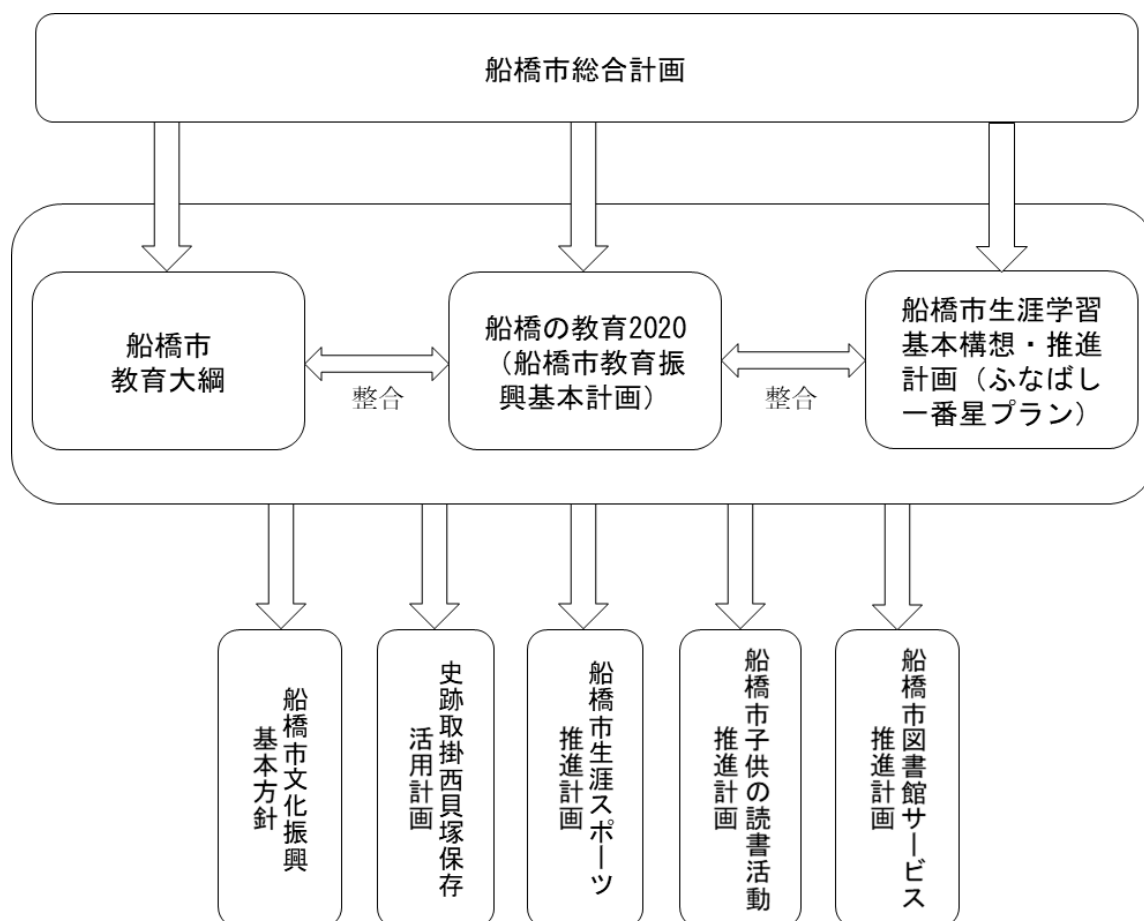 船橋市総合計画
船橋市
教育大綱
整合
船橋の教育2020
(船橋市教育振
興基本計画)
整合
船橋市生涯学習
基本構想・推進
計画(ふなばし
一番星プラン)
船橋市文化振興
基本方針
史跡取掛西貝塚保存
活用計画
船橋市生涯スポーツ
推進計画
船橋市子供の読書活動
推進計画
船橋市図書館サービス
推進計画